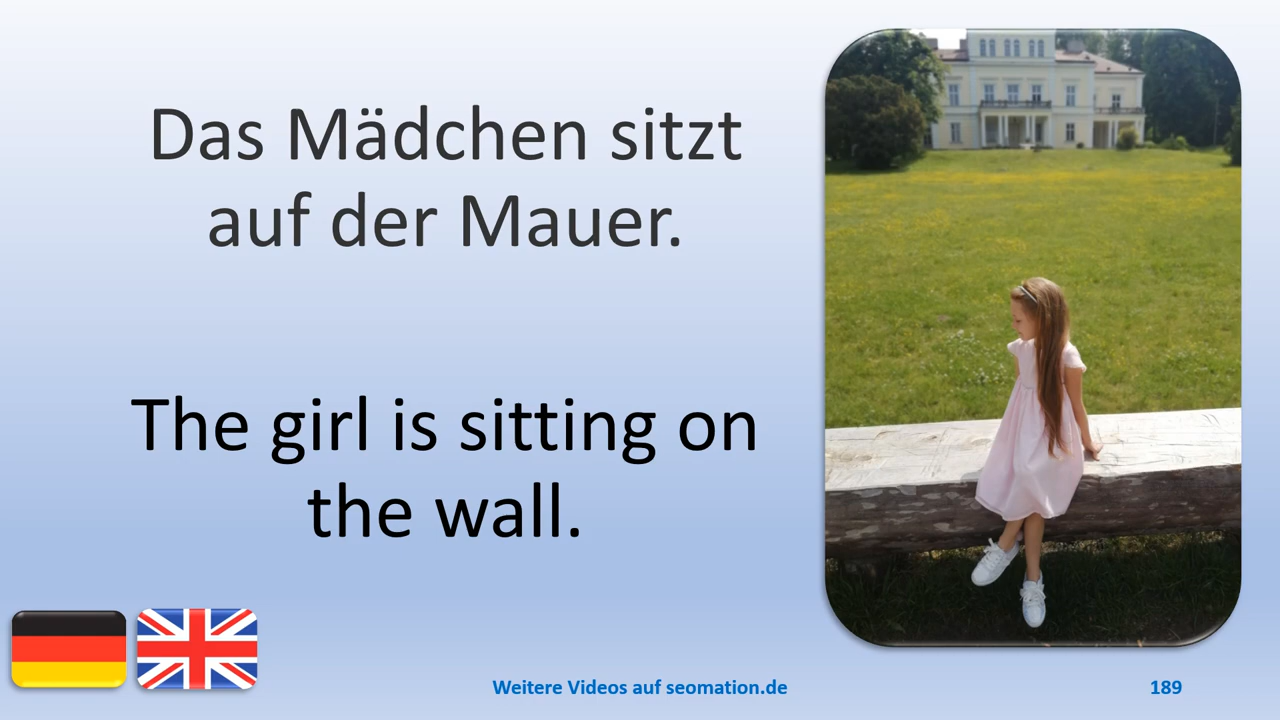 Das Mädchen sitzt
auf der Mauer.
The girl is sitting on
the wall.
Weitere Videos auf seomation.de
189